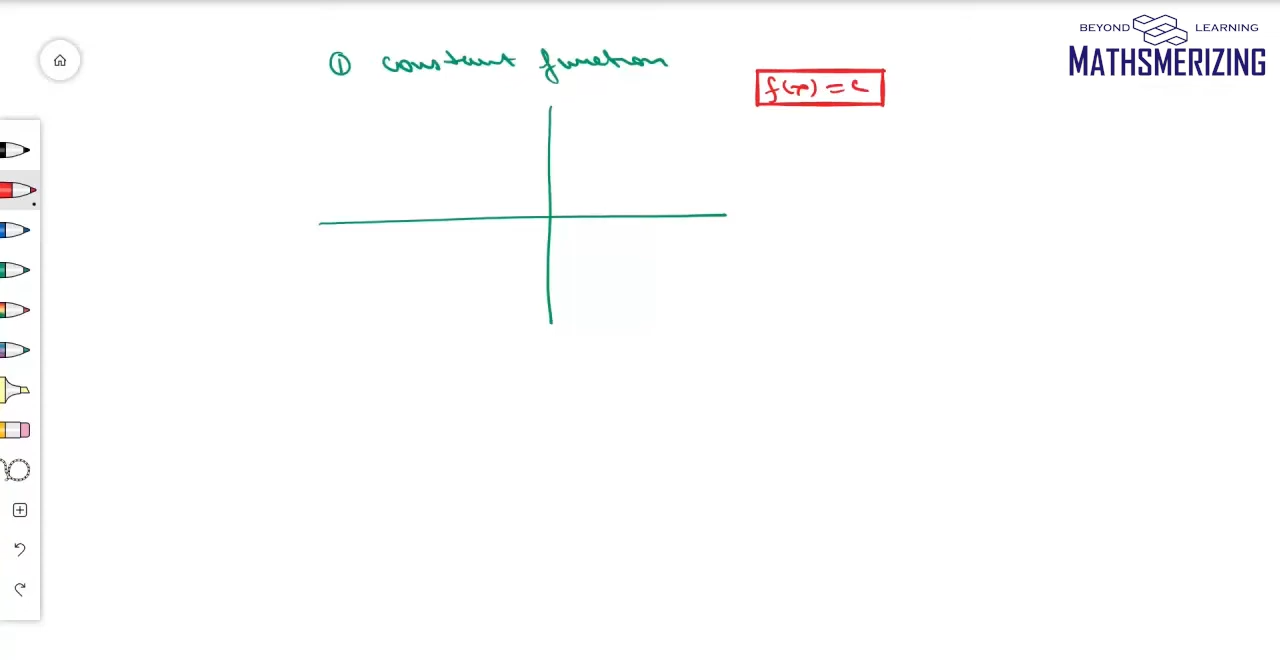 ① constant function
f(x) = c
BEYOND LEARNING
MATHSMERIZING